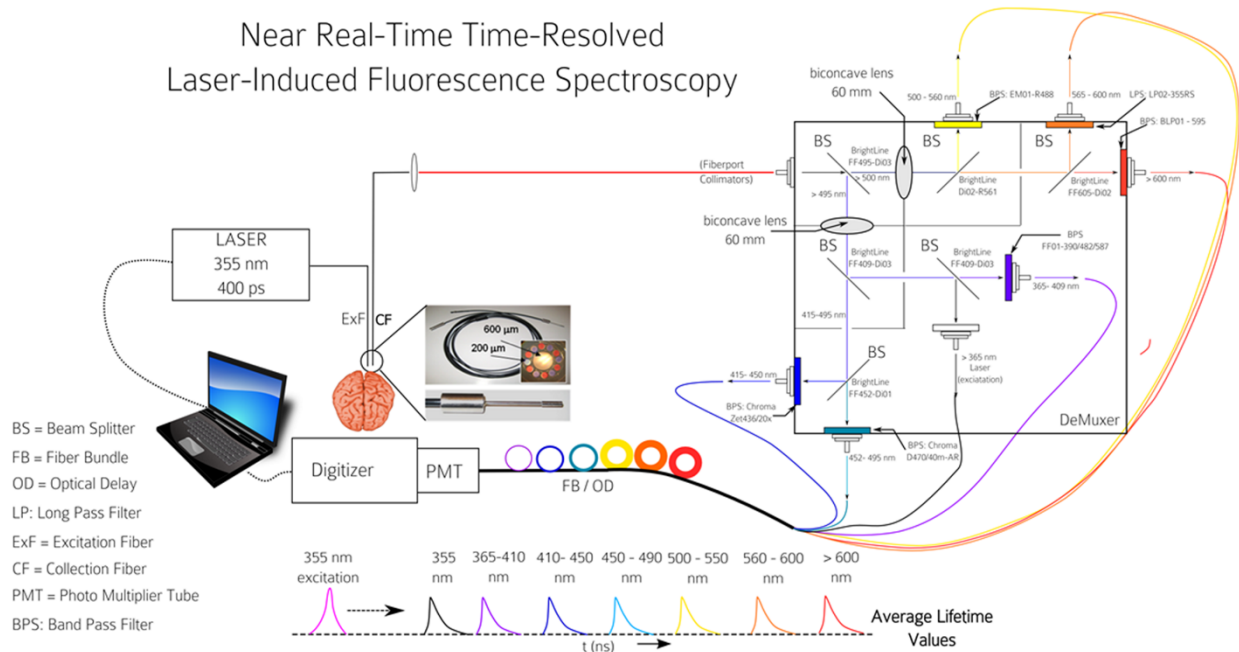 Near Real-Time Time-Resolved
Laser-Induced Fluorescence Spectroscopy
LASER
355 nm
400 ps
ExF
CF
600 μm
200 μm
BS = Beam Splitter
FB = Fiber Bundle
OD = Optical Delay
LP: Long Pass Filter
ExF = Excitation Fiber
CF = Collection Fiber
PMT = Photo Multiplier Tube
BPS: Band Pass Filter
Digitizer
PMT
FB / OD
biconcave lens
60 mm
500 - 560 nm
BPS: EM01-R488
565 - 600 nm
LPS: LP02-355RS
BPS: BLP01 - 595
(Fiberport
Collimators)
BS
BrightLine
FF495-Di03
> 500 nm
> 495 nm
BS
BrightLine
Di02-R561
BS
BrightLine
FF605-Di02
> 600 nm
biconcave lens
60 mm
BS
BrightLine
FF409-Di03
BS
BrightLine
FF409-Di03
BPS
FF01-390/482/587
365- 409 nm
415-495 nm
> 365 nm
Laser
(exciatation)
BS
BrightLine
FF452-Di01
415- 450 nm
BPS: Chroma
Zet436/20x
DeMuxer
452- 495 nm
BPS: Chroma
D470/40m-AR
355 nm
excitation
355
nm
365-410
nm
410- 450
nm
450 - 490
nm
500 - 550
nm
560 - 600
nm
> 600
nm
t (ns)
Average Lifetime
Values